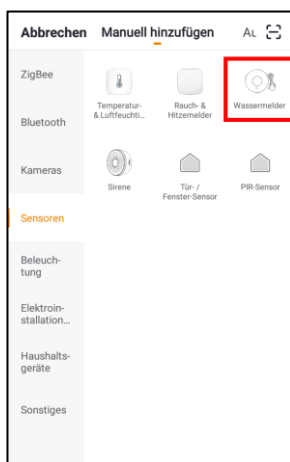 Abbrechen Manuell hinzufügen
ZigBee
Bluetooth
Kameras
Sensoren
Beleuch-
tung
Elektroin-
stallation...
Haushalts-
geräte
Sonstiges
Temperatur-
& Luftfeuchti...
Rauch- &
Hitzemelder
Wassermelder
Sirene
Tür- /
Fenster-Sensor
PIR-Sensor